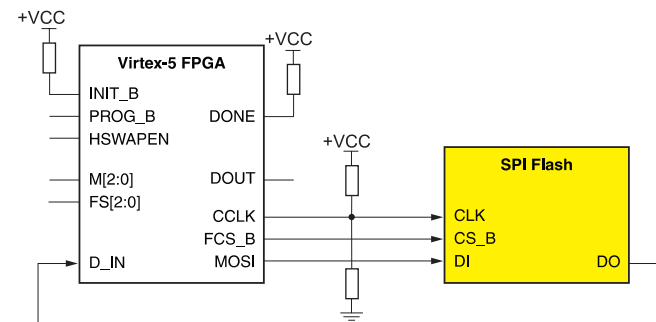 +VCC
+VCC
Virtex-5 FPGA
INIT_B
PROG_B
DONE
HSWAPEN
+VCC
SPI Flash
M[2:0]
DOUT
FS[2:0]
CCLK
CLK
FCS_B
CS_B
D_IN
MOSI
DI
DO